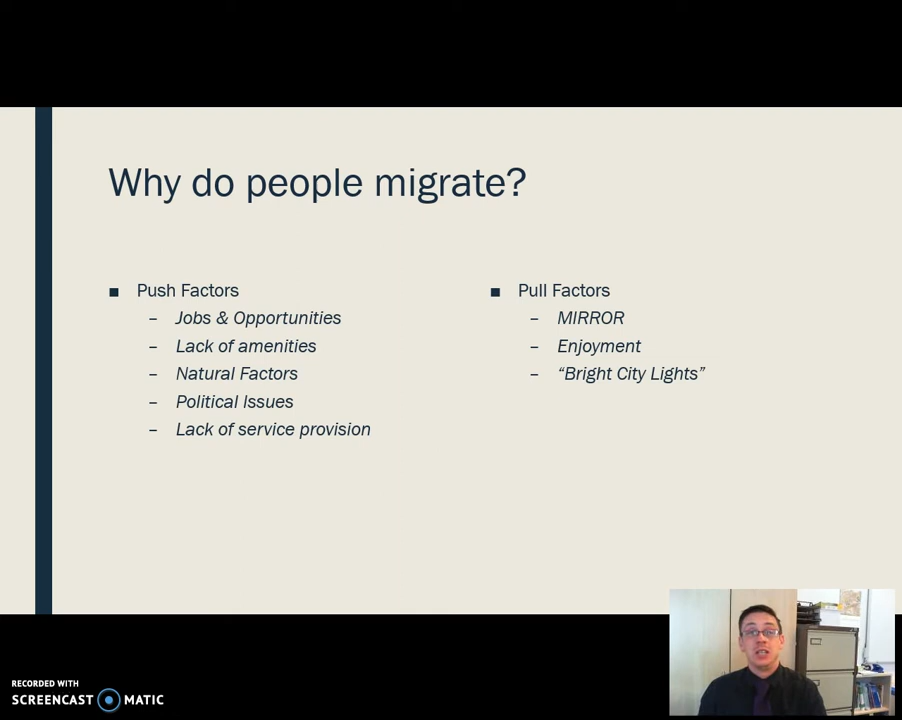 Why do people migrate?
Push Factors
– Jobs & Opportunities
– Lack of amenities
– Natural Factors
– Political Issues
– Lack of service provision
Pull Factors
– MIRROR
– Enjoyment
– “Bright City Lights”
RECORDED WITH
SCREENCAST MATIC